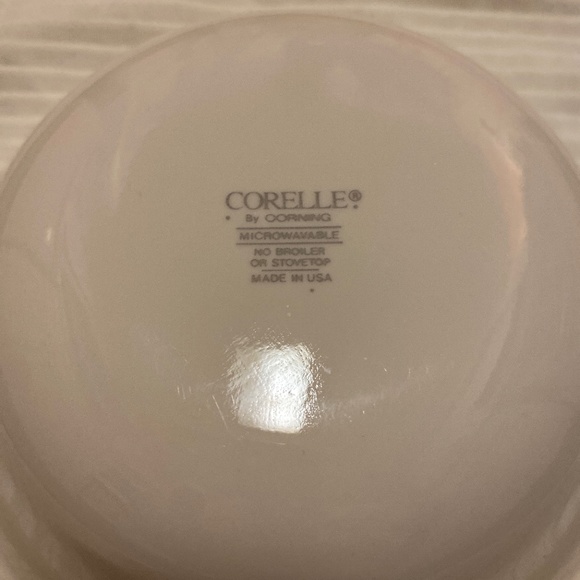 CORELLE®
By CORNING
MICROWAVABLE
NO BROILER
OR STOVETOP
MADE IN USA